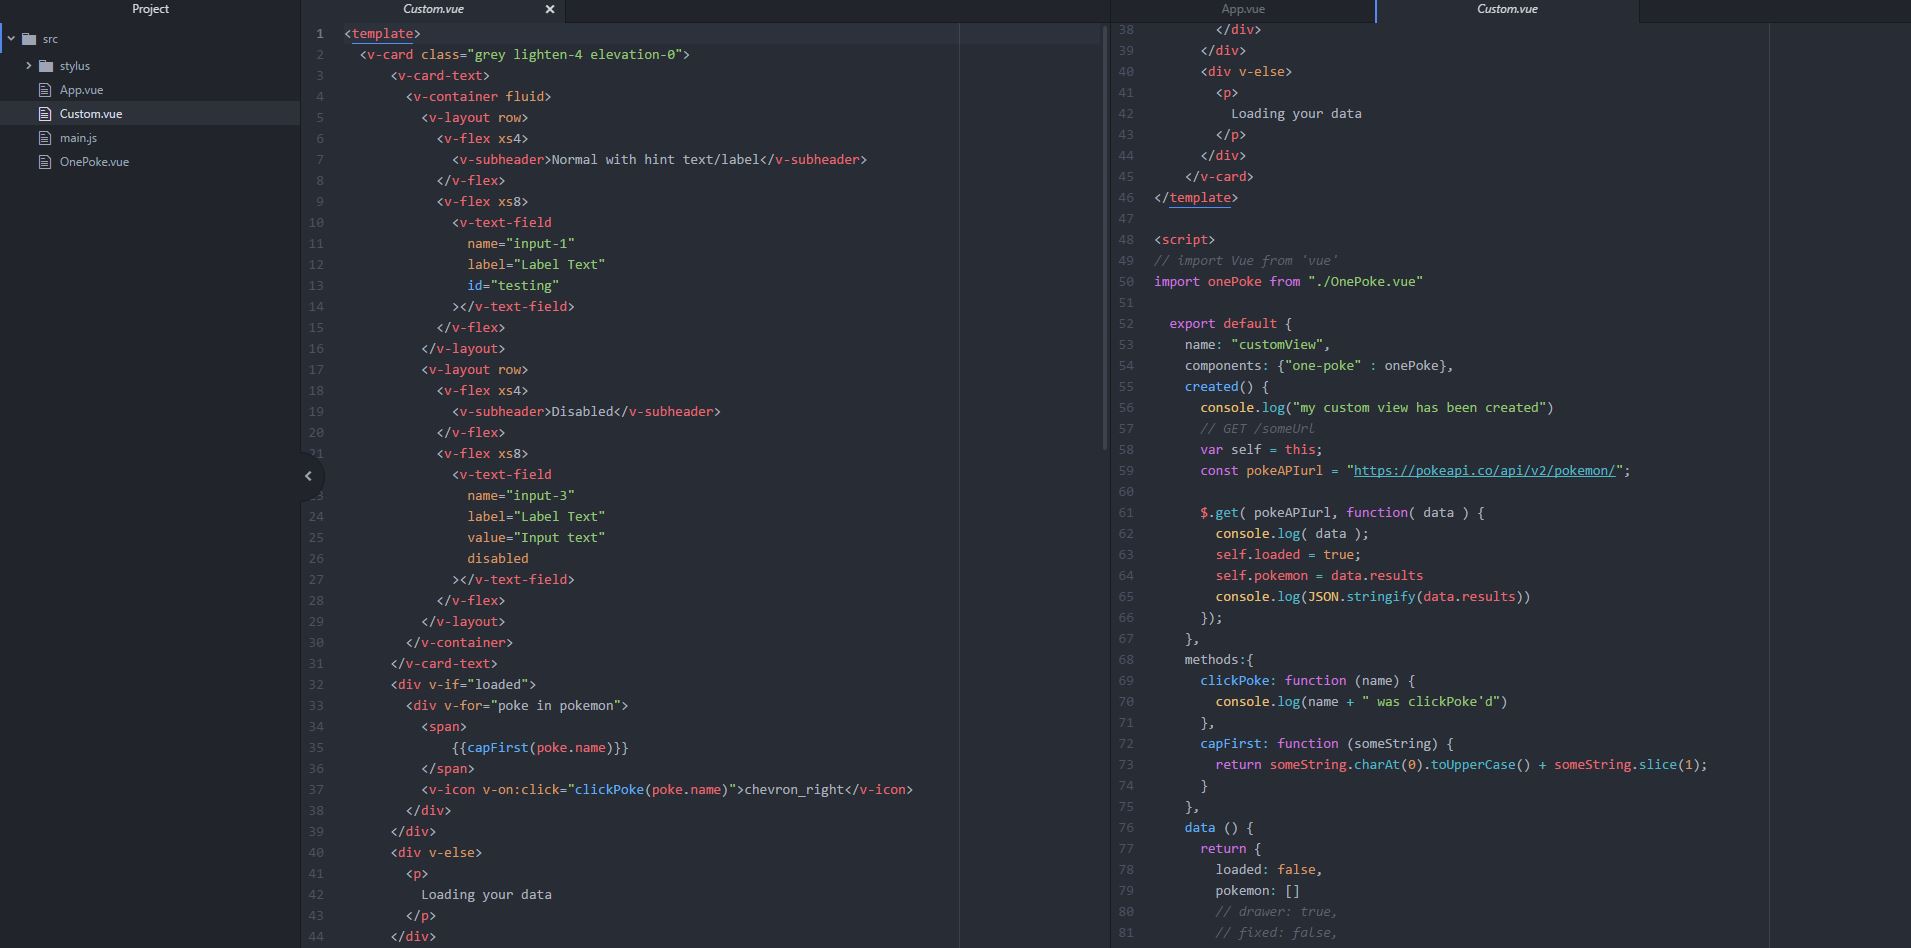 Project
src
stylus
App.vue
Custom.vue
main.js
OnePoke.vue
Custom.vue ×
1 <template>
2 <v-card class="grey lighten-4 elevation-0">
3 <v-card-text>
4 <v-container fluid>
5 <v-layout row>
6 <v-flex xs4>
7 <v-subheader>Normal with hint text/label</v-subheader>
8 </v-flex>
9 <v-flex xs8>
10 <v-text-field
11 name="input-1"
12 label="Label Text"
13 id="testing"
14 ></v-text-field>
15 </v-flex>
16 </v-layout>
17 <v-layout row>
18 <v-flex xs4>
19 <v-subheader>Disabled</v-subheader>
20 </v-flex>
21 <v-flex xs8>
<v-text-field
name="input-3"
24 label="Label Text"
25 value="Input text"
26 disabled
27 ></v-text-field>
28 </v-flex>
29 </v-layout>
30 </v-container>
31 </v-card-text>
32 <div v-if="loaded">
33 <div v-for="poke in pokemon">
34 <span>
35 {{capFirst(poke.name)}}
36 </span>
37 <v-icon v-on:click="clickPoke(poke.name)">chevron_right</v-icon>
38 </div>
39 </div>
40 <div v-else>
41 <p>
42 Loading your data
43 </p>
44 </div>
App.vue
Custom.vue
38 </div>
39 </div>
40 <div v-else>
41 <p>
42 Loading your data
43 </p>
44 </div>
45 </v-card>
46 </template>
47
48 <script>
49 // import Vue from 'vue'
50 import onePoke from "./OnePoke.vue"
51
52 export default {
53 name: "customView",
54 components: {"one-poke" : onePoke},
55 created() {
56 console.log("my custom view has been created")
57 // GET /someUrl
58 var self = this;
59 const pokeAPIurl = "https://pokeapi.co/api/v2/pokemon/";
60
61 $.get( pokeAPIurl, function( data ) {
62 console.log( data );
63 self.loaded = true;
64 self.pokemon = data.results
65 console.log(JSON.stringify(data.results))
66 });
67 },
68 methods:{
69 clickPoke: function (name) {
70 console.log(name + " was clickPoke'd")
71 },
72 capFirst: function (someString) {
73 return someString.charAt(0).toUpperCase() + someString.slice(1);
74 }
75 },
76 data () {
77 return {
78 loaded: false,
79 pokemon: []
80 // drawer: true,
81 // fixed: false,